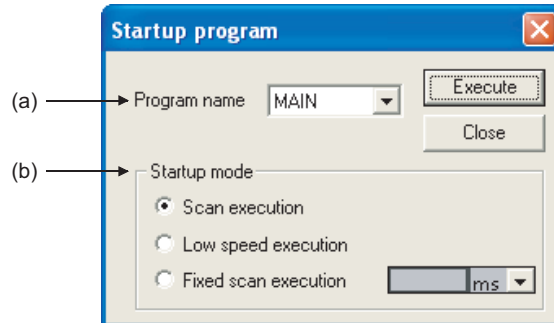 Startup program
(a) Program name MAIN Execute
Close
(b) Startup mode
Scan execution
Low speed execution
Fixed scan execution ms